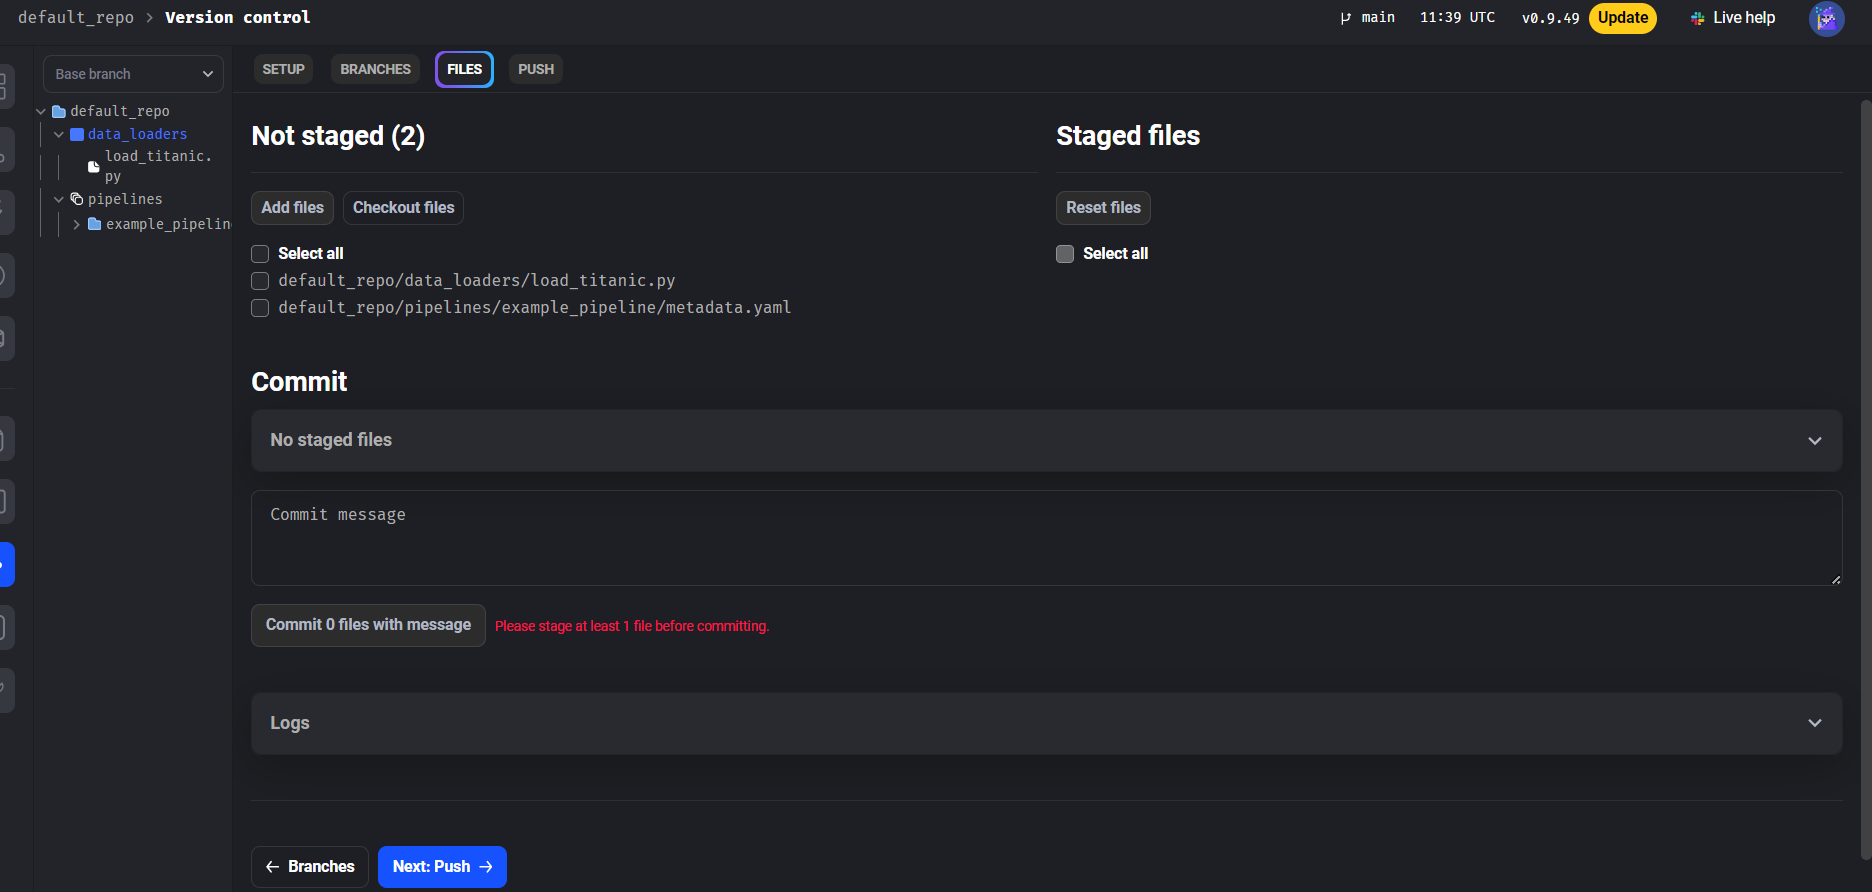 default_repo > Version control
main
11:39 UTC
v0.9.49
Update
Live help
Base branch
default_repo
data_loaders
load_titanic.
py
pipelines
example_pipelin
SETUP
BRANCHES
FILES
PUSH
Not staged (2)
Add files
Checkout files
Select all
default_repo/data_loaders/load_titanic.py
default_repo/pipelines/example_pipeline/metadata.yaml
Staged files
Reset files
Select all
Commit
No staged files
Commit message
Commit 0 files with message
Please stage at least 1 file before committing.
Logs
← Branches
Next: Push →